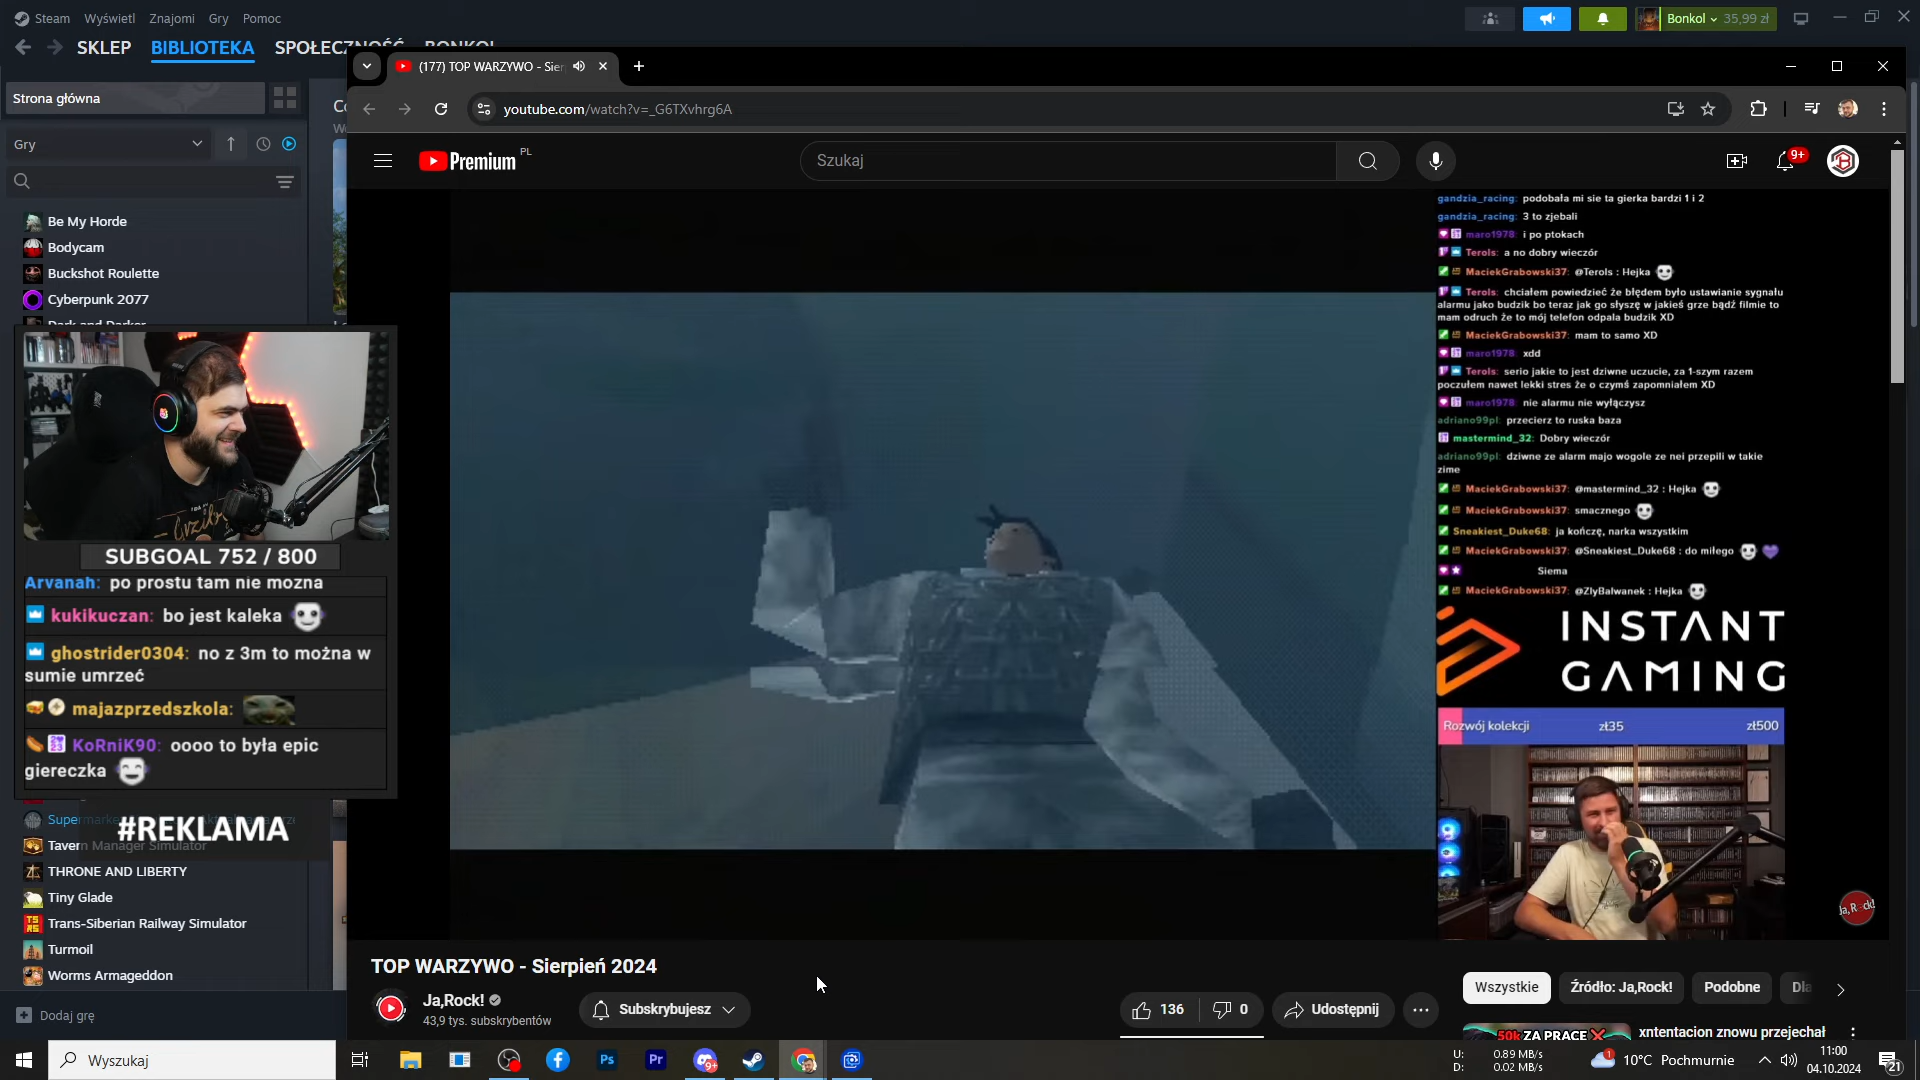 Steam Wyświetl Znajomi Gry Pomoc
Bonkol 35,99 zł
SKLEP BIBLIOTEKA SPOŁECZNOŚĆ BONKOL
(177) TOP WARZYWO - Sier
Strona główna
youtube.com/watch?v=_G6TXvhrg6A
Gry
Premium PL
Szukaj
9+
Be My Horde
Bodycam
Buckshot Roulette
Cyberpunk 2077
Dark and Darker
gandzia_racing: podobała mi sie ta gierka bardzi 1 i 2
gandzia_racing: 3 to zjebali
maro1978: i po ptokach
Terols: a no dobry wieczór
MaciekGrabowski37: @Terols : Hejka
Terols: chciałem powiedzieć że błędem było ustawianie sygnału
alarmu jako budzik bo teraz jak go słyszę w jakieś grze bądź filmie to
mam odruch że to mój telefon odpala budzik XD
MaciekGrabowski37: mam to samo XD
maro1978: xdd
Terols: serio jakie to jest dziwne uczucie, za 1-szym razem
poczułem nawet lekki stres że o czymś zapomniałem XD
maro1978: nie alarmu nie wyłączysz
adriano99pl: przecierz to ruska baza
mastermind_32: Dobry wieczór
adriano99pl: dziwne ze alarm majo wogole ze nei przepili w takie
zime
MaciekGrabowski37: @mastermind_32 : Hejka
MaciekGrabowski37: smacznego
Sneakiest_Duke68: ja kończę, narka wszystkim
MaciekGrabowski37: @Sneakiest_Duke68 : do miłego
Siema
MaciekGrabowski37: @ZlyBalwanek : Hejka
INSTANT
GAMING
Rozwój kolekcji zł35 zł500
Ja,Rock!
SUBGOAL 752 / 800
Arvanah: po prostu tam nie mozna
kukikuczan: bo jest kaleka
ghostrider0304: no z 3m to można w
sumie umrzeć
majazprzedszkola:
KoRniK90: oooo to była epic
giereczka
#REKLAMA
Tavern Manager Simulator
THRONE AND LIBERTY
Tiny Glade
Trans-Siberian Railway Simulator
Turmoil
Worms Armageddon
Dodaj grę
TOP WARZYWO - Sierpień 2024
Ja,Rock!
43,9 tys. subskrybentów
Subskrybujesz
136 0 Udostępnij
Wszystkie Źródło: Ja,Rock! Podobne
50k ZA PRACE
xntentacion znowu przejechał
Wyszukaj
Ps Pr 9+
U: 0.89 MB/s
D: 0.02 MB/s
1 10°C Pochmurnie
11:00
04.10.2024
21